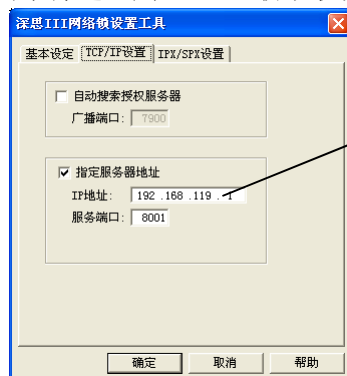 深思III网络锁设置工具
基本设定 TCP/IP设置 IPX/SPX设置
自动搜索授权服务器
广播端口: 7900
指定服务器地址
IP地址: 192 .168 .119 . 1
服务端口: 8001
确定 取消 帮助